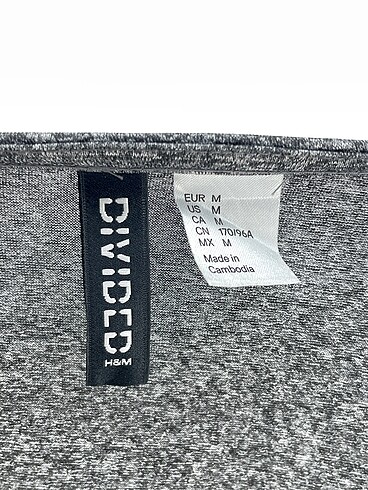 DIVIDED
H&M
EUR M
US M
CA M
CN 170/96A
MX M
Made in
Cambodia